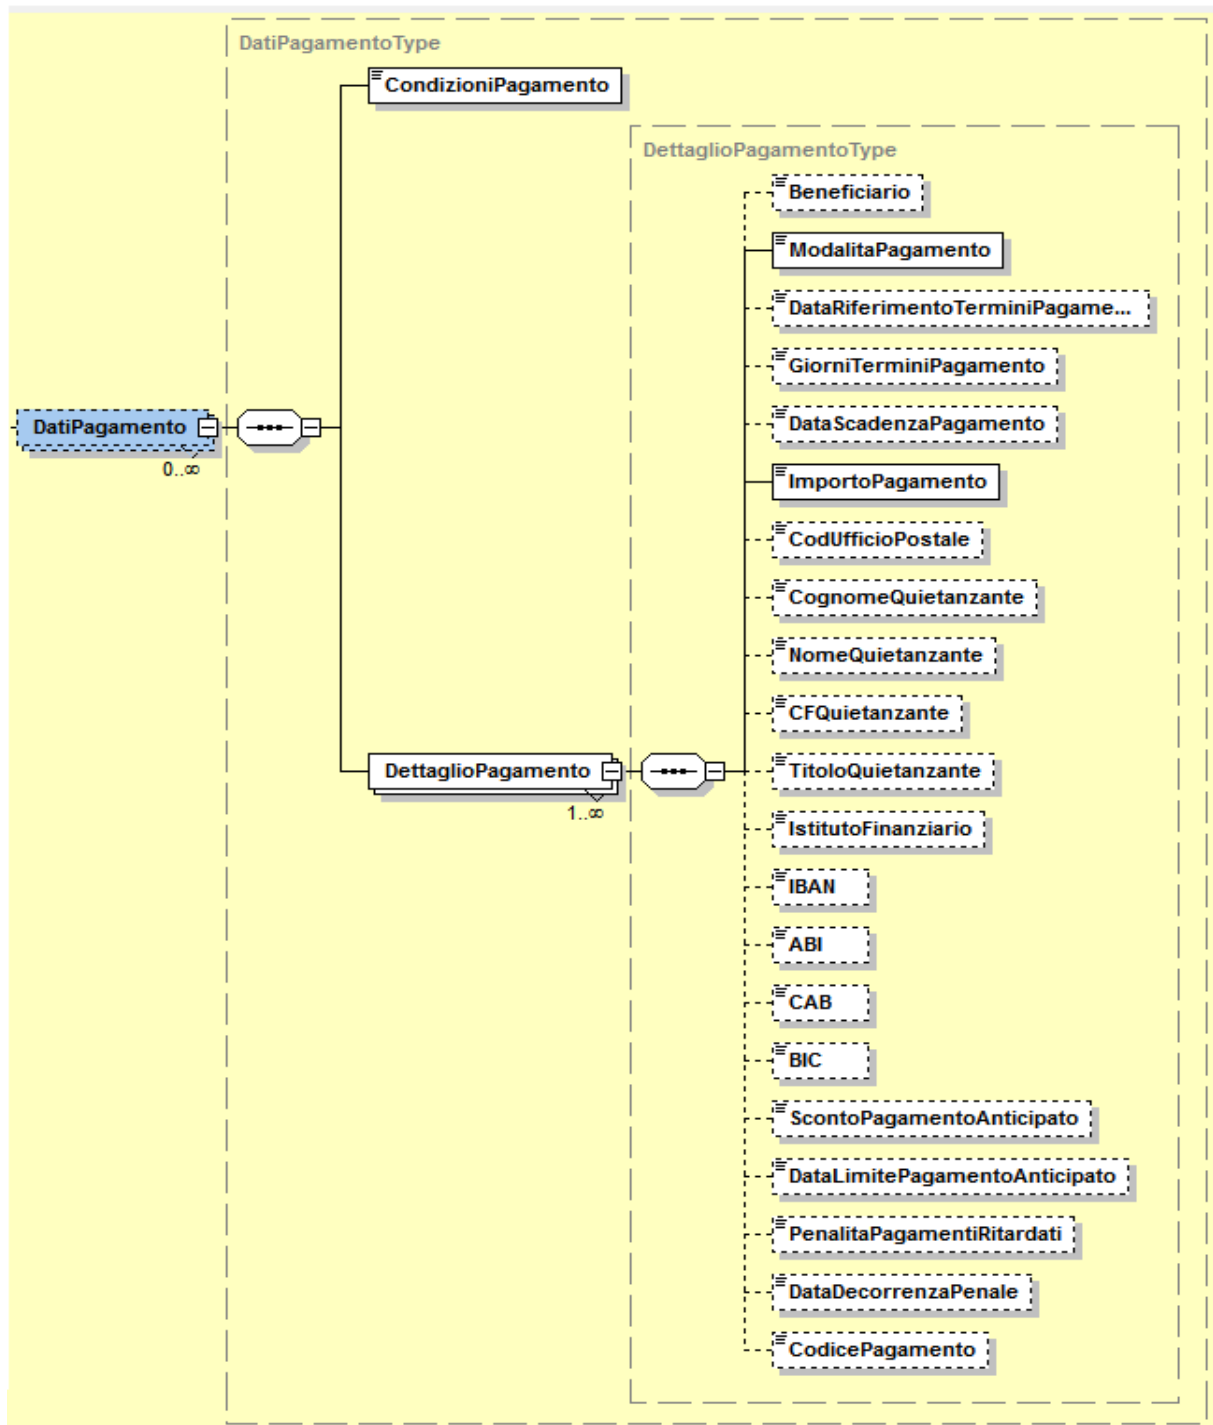 DatiPagamentoType
CondizioniPagamento
DettaglioPagamentoType
Beneficiario
ModalitaPagamento
DataRiferimentoTerminiPagame...
GiorniTerminiPagamento
DatiPagamento
0..∞
DataScadenzaPagamento
ImportoPagamento
CodUfficioPostale
CognomeQuietanzante
NomeQuietanzante
CFQuietanzante
DettaglioPagamento
1..∞
TitoloQuietanzante
IstitutoFinanziario
IBAN
ABI
CAB
BIC
ScontoPagamentoAnticipato
DataLimitePagamentoAnticipato
PenalitaPagamentiRitardati
DataDecorrenzaPenale
CodicePagamento